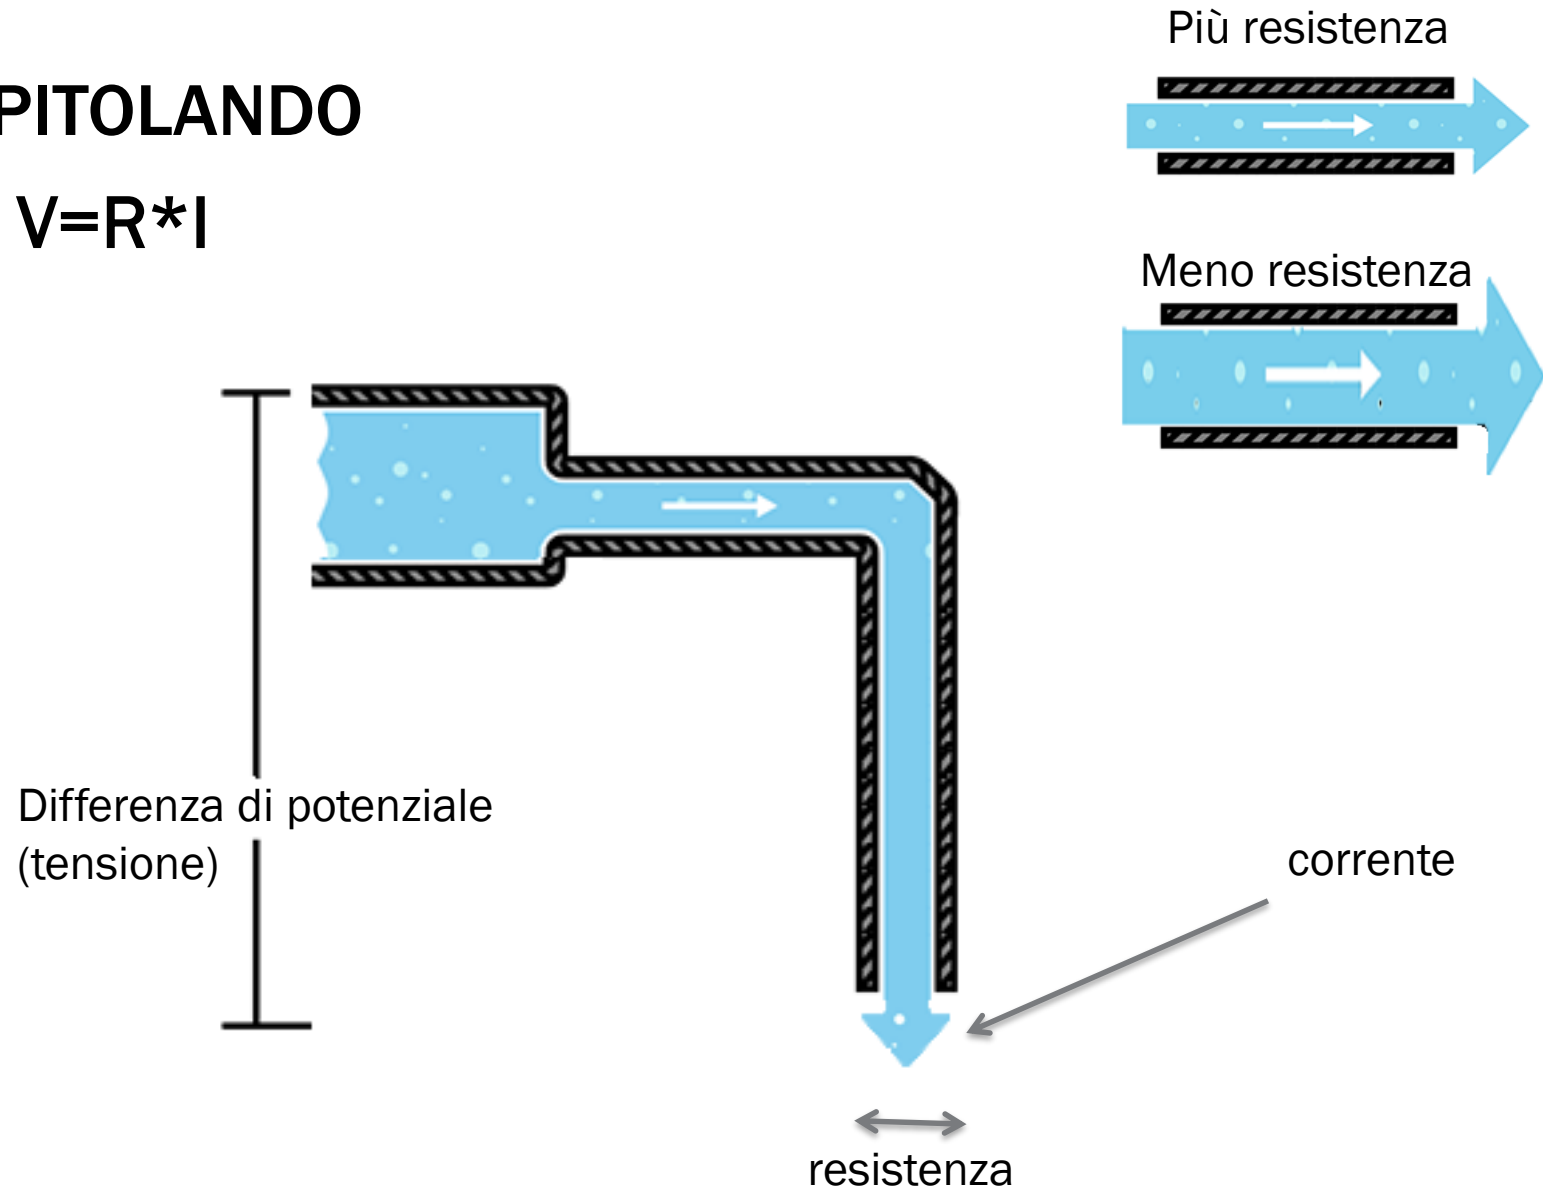 PITOLANDO
V=R*I
Più resistenza
Meno resistenza
Differenza di potenziale
(tensione)
corrente
resistenza